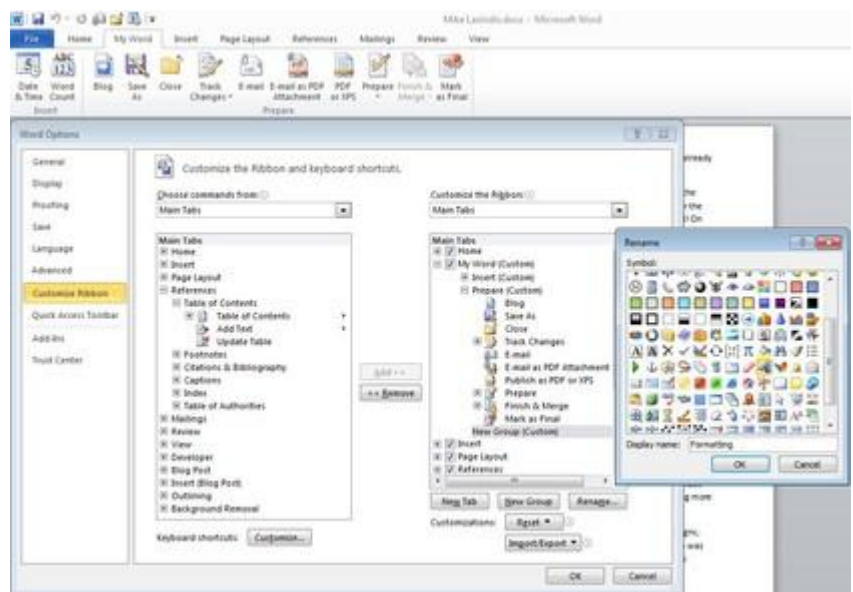 Microsoft Word
File Home My Word Insert Page Layout References Mailings Review View
Date & Time
Word Count
Blog
Save As
Close
Track Changes
E-mail
E-mail as PDF Attachment
PDF or XPS
Prepare
Finish & Merge
Mark as Final
Insert
Prepare
Word Options
General
Display
Proofing
Save
Language
Advanced
Customize Ribbon
Quick Access Toolbar
Add-Ins
Trust Center
Customize the Ribbon and keyboard shortcuts.
Choose commands from:
Main Tabs
Main Tabs
Home
Insert
Page Layout
References
Table of Contents
Table of Contents
Add Text
Update Table
Footnotes
Citations & Bibliography
Captions
Index
Table of Authorities
Mailings
Review
View
Developer
Blog Post
Insert (Blog Post)
Outlining
Background Removal
Keyboard shortcuts: Customize...
Add >>
<< Remove
Customize the Ribbon:
Main Tabs
Main Tabs
Home
My Word (Custom)
Insert (Custom)
Prepare (Custom)
Blog
Save As
Close
Track Changes
E-mail
E-mail as PDF Attachment
Publish as PDF or XPS
Prepare
Finish & Merge
Mark as Final
New Group (Custom)
Insert
Page Layout
References
New Tab New Group Rename...
Customizations: Reset
Import/Export
OK Cancel
Rename
Symbol:
Display name: Formatting
OK Cancel
already
the
the
On
more